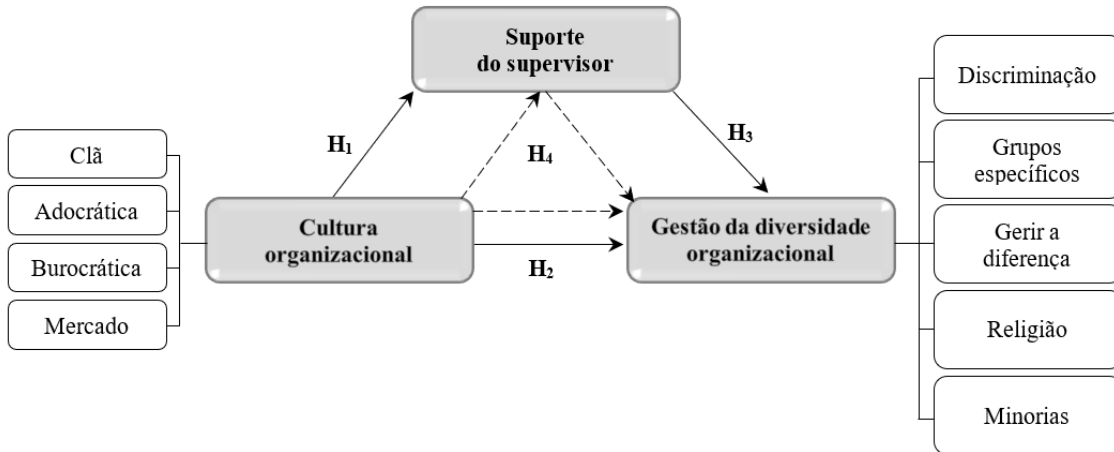 Suporte
do supervisor
Discriminação
H₁
H₃
H₄
Clã
Grupos
específicos
Adocrática
Cultura
organizacional
Gestão da diversidade
organizacional
Gerir a
diferença
Burocrática
H₂
Mercado
Religião
Minorias